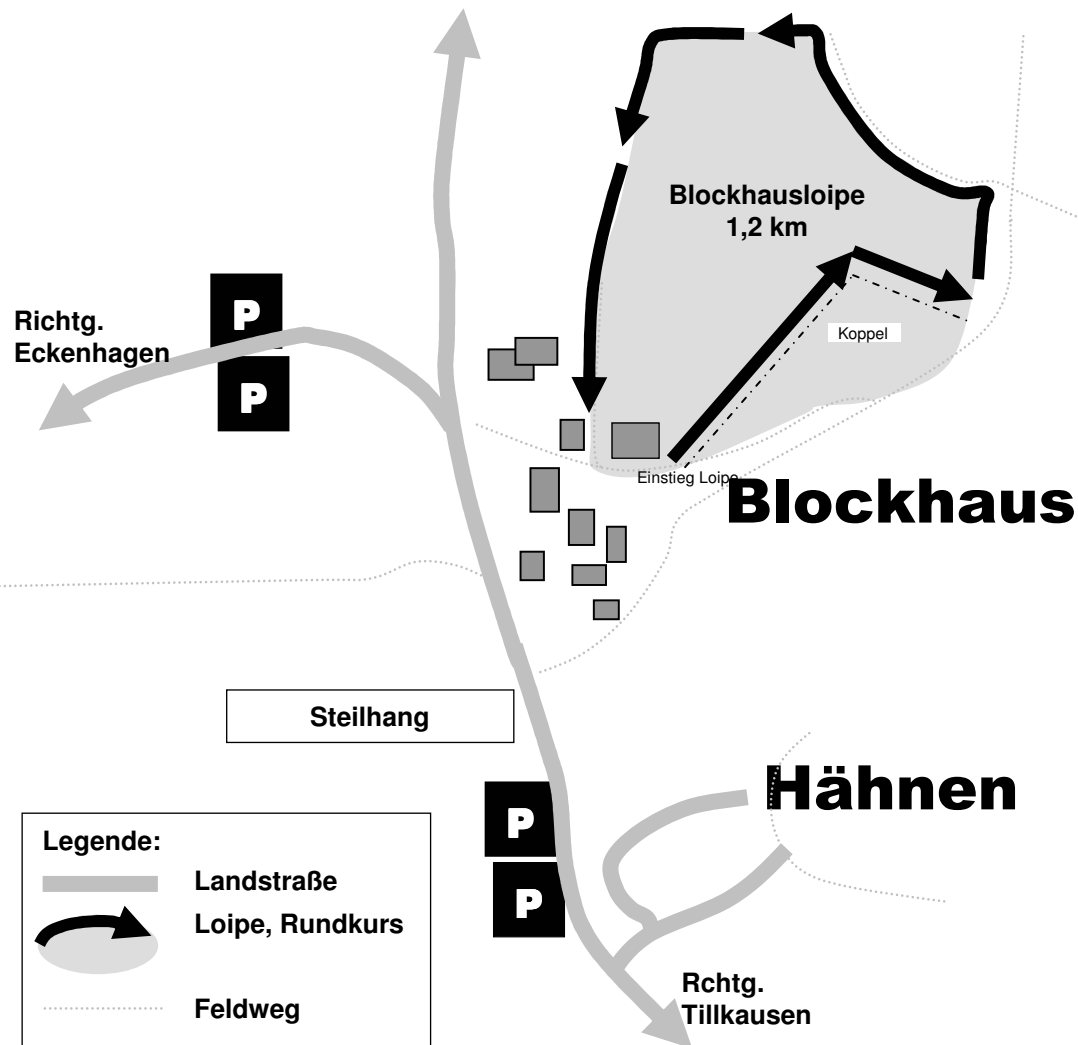 Blockhausloipe
1,2 km
P
Richtg.
Eckenhagen
P
Koppel
Einstieg Loipe
Blockhaus
Steilhang
Hähnen
P
P
Legende:
Landstraße
Loipe, Rundkurs
Feldweg
Rchtg.
Tillkausen